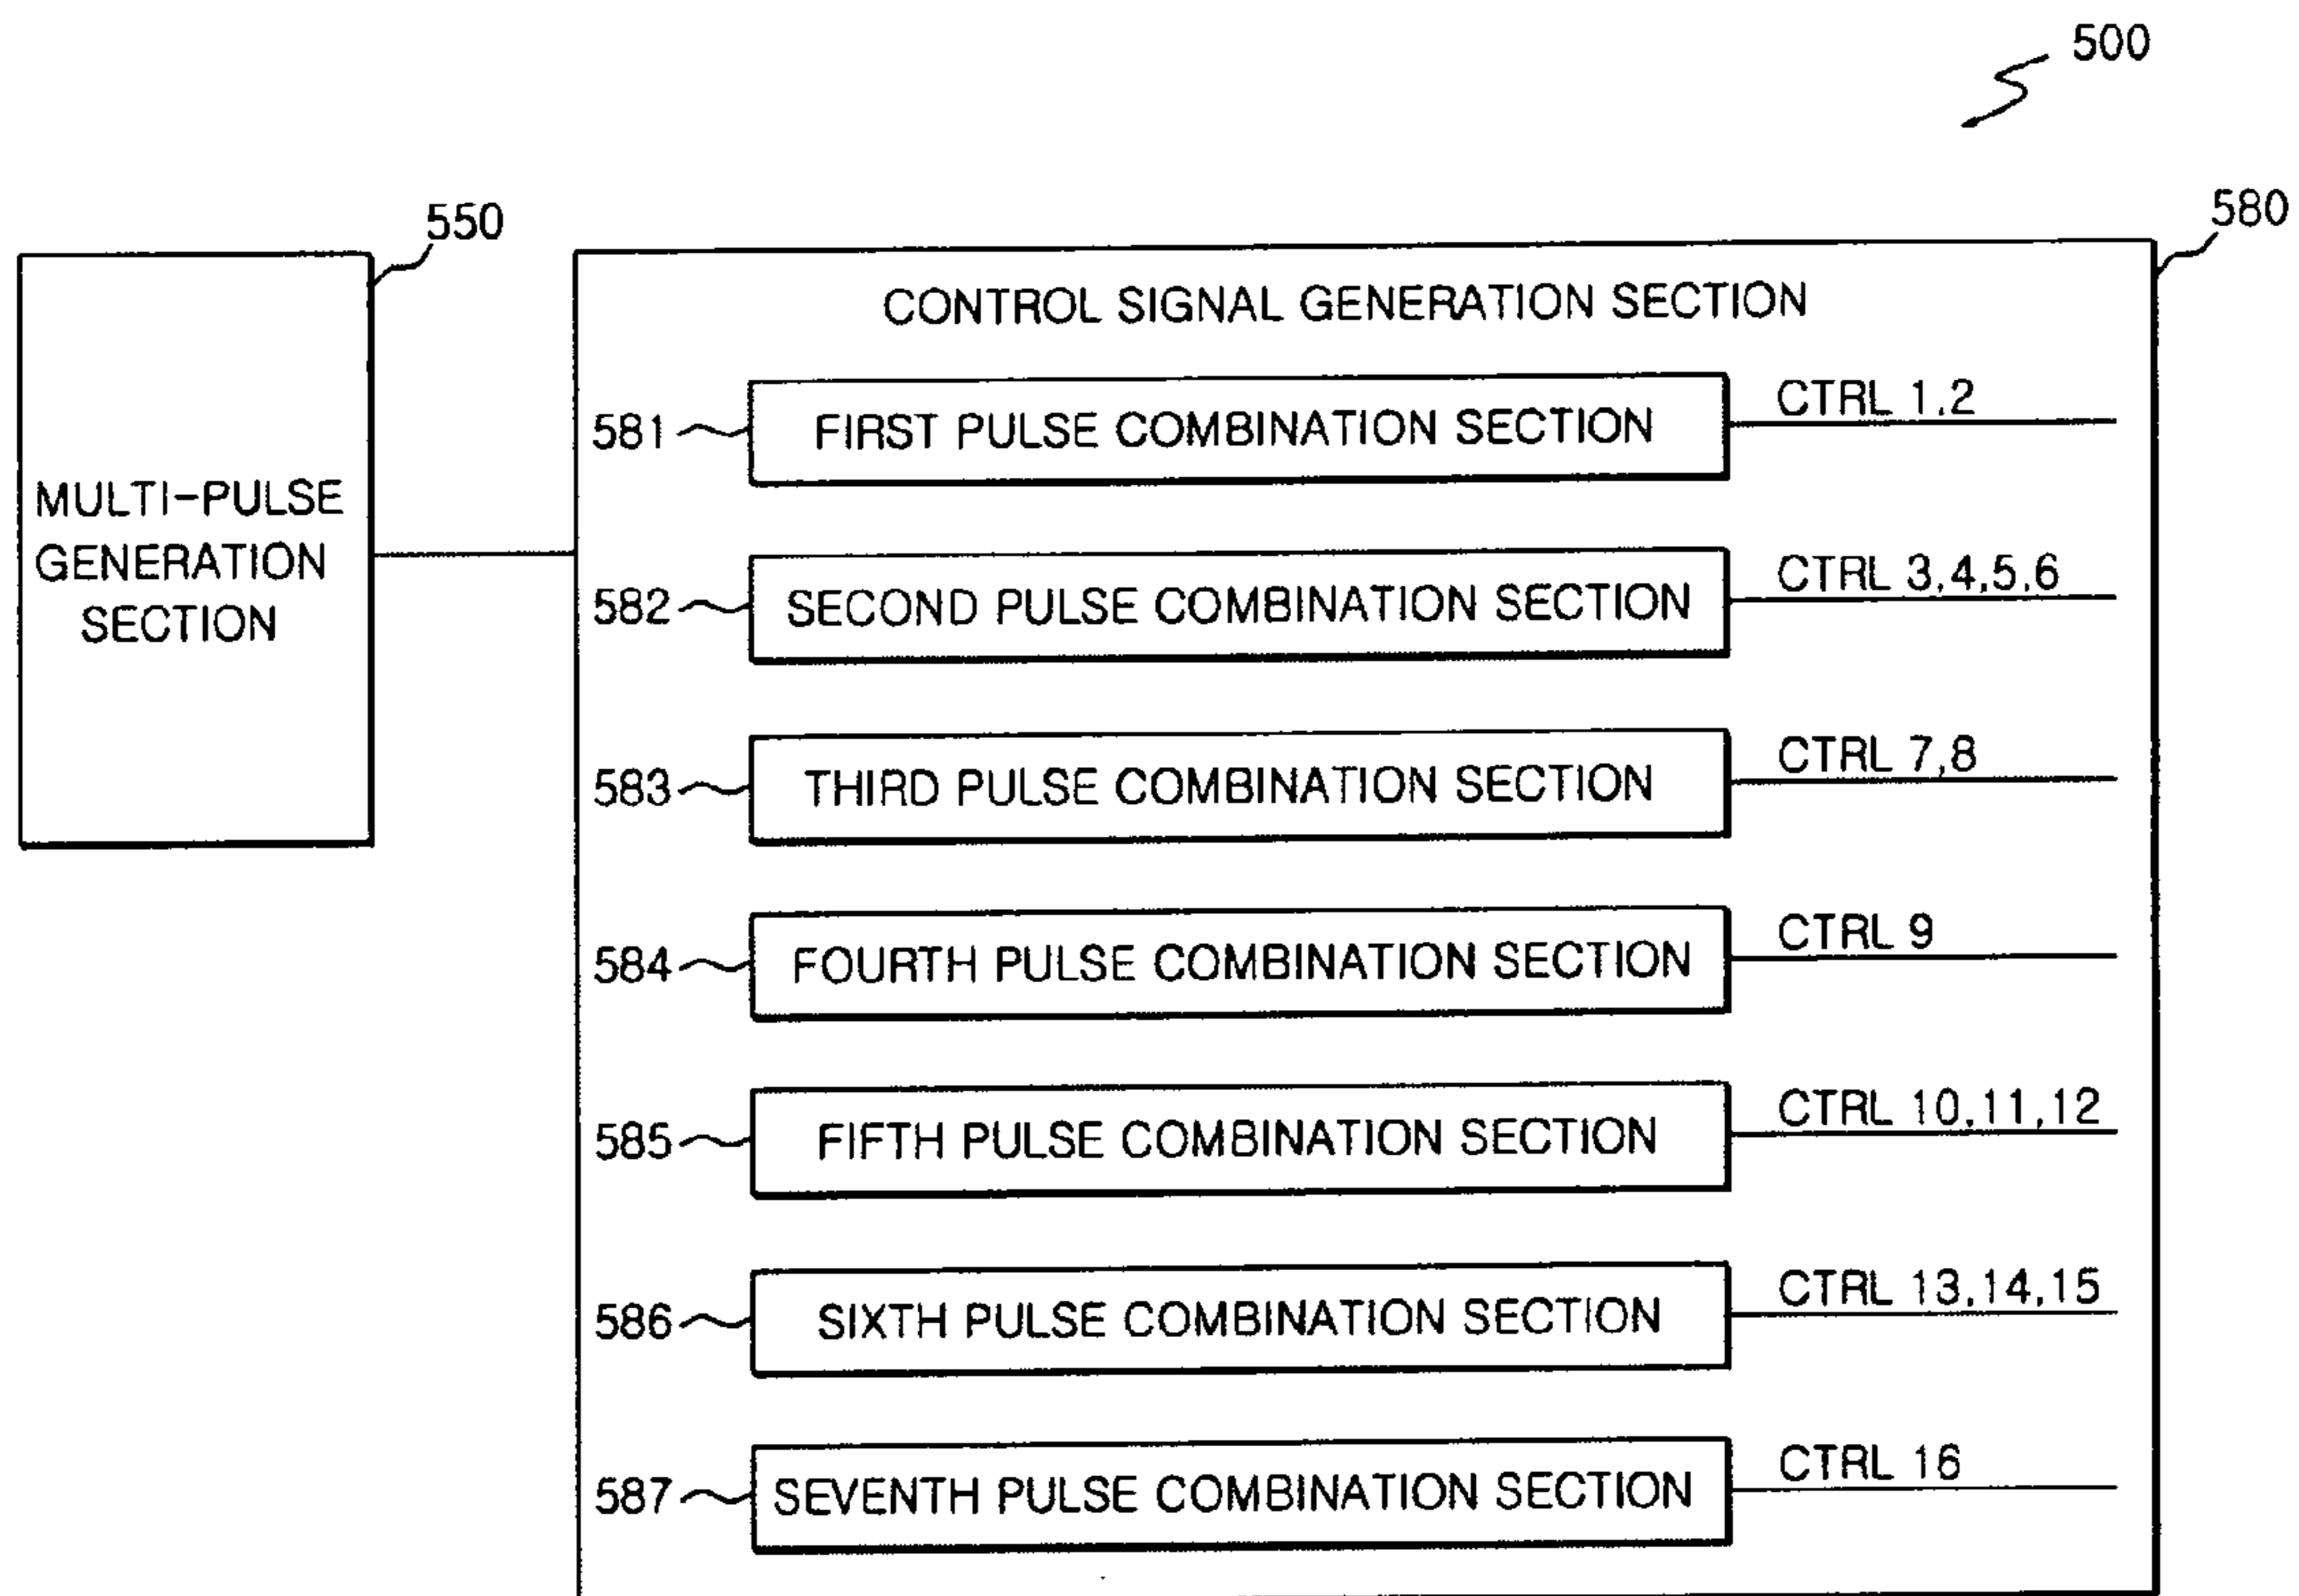 500
550
580
MULTI-PULSE
GENERATION
SECTION
CONTROL SIGNAL GENERATION SECTION
581
FIRST PULSE COMBINATION SECTION
CTRL 1,2
582
SECOND PULSE COMBINATION SECTION
CTRL 3,4,5,6
583
THIRD PULSE COMBINATION SECTION
CTRL 7,8
584
FOURTH PULSE COMBINATION SECTION
CTRL 9
585
FIFTH PULSE COMBINATION SECTION
CTRL 10,11,12
586
SIXTH PULSE COMBINATION SECTION
CTRL 13,14,15
587
SEVENTH PULSE COMBINATION SECTION
CTRL 16